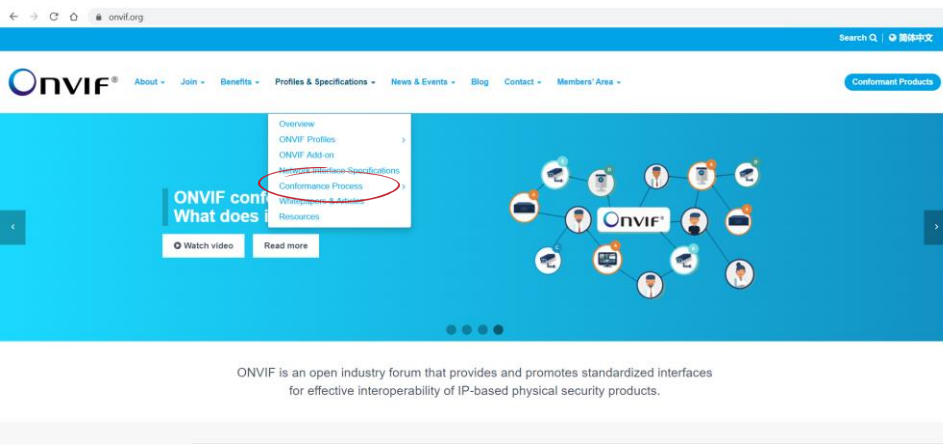 onvif.org
Search | 简体中文
ONVIF®
About Join Benefits Profiles & Specifications News & Events Blog Contact Members' Area
Conformant Products
Overview
ONVIF Profiles
ONVIF Add-on
Network Interface Specifications
Conformance Process
Whitepapers & Articles
Resources
ONVIF conf
What does i
Watch video Read more
ONVIF®
ONVIF is an open industry forum that provides and promotes standardized interfaces
for effective interoperability of IP-based physical security products.